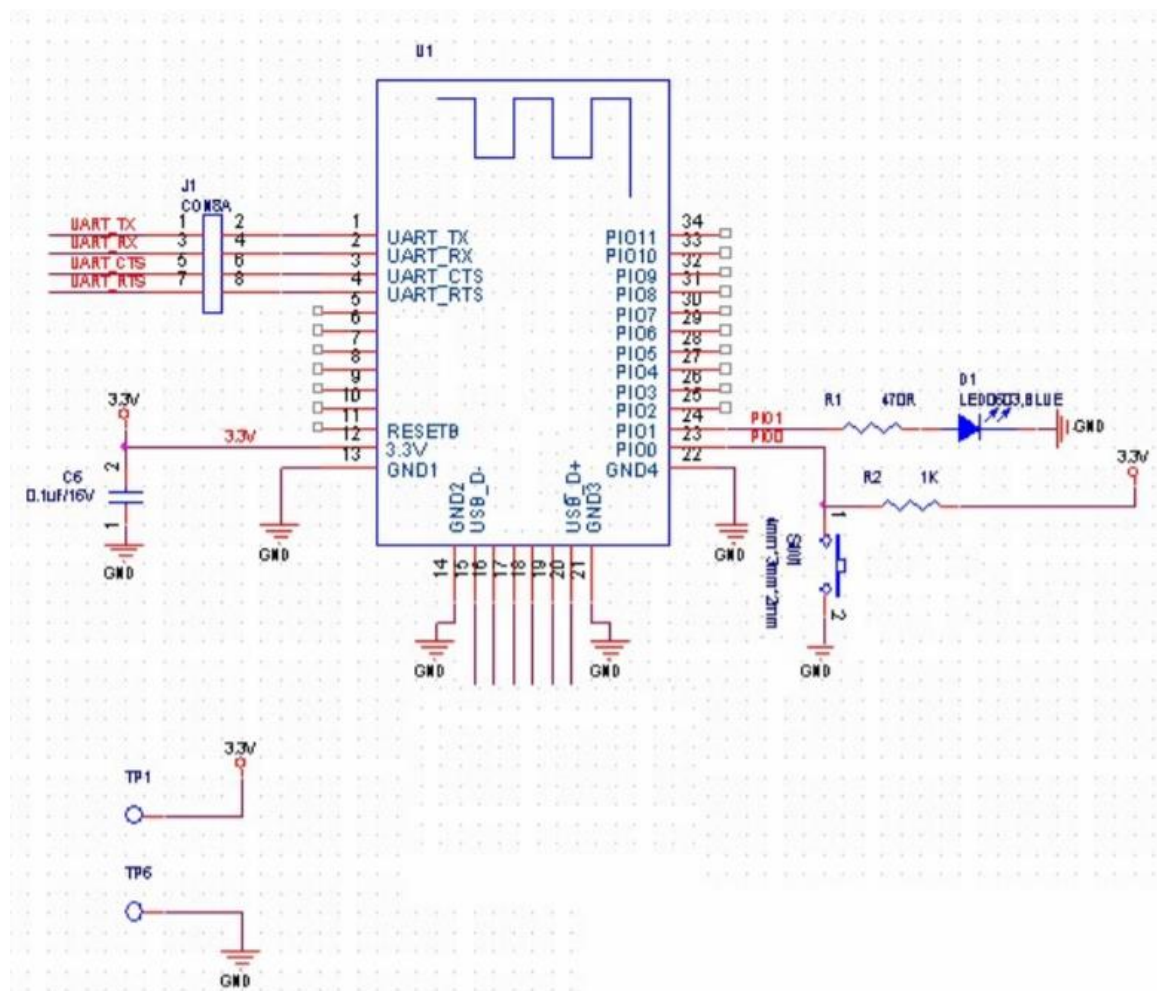 U1
J1
CON8A
UART_TX 1 2 1
UART_RX 3 4 2
UART_CTS 5 6 3
UART_RTS 7 8 4
UART_TX
UART_RX
UART_CTS
UART_RTS
5
6
7
8
9
10
11
12
13
RESETB
3.3V
GND1
3.3V
3.3V
2
C6
0.1uF/16V
1
GND
GND
34
33
32
31
30
29
28
27
26
25
24
23
22
PIO11
PIO10
PIO9
PIO8
PIO7
PIO6
PIO5
PIO4
PIO3
PIO2
PIO1
PIO0
GND4
GND2
USB_D-
USB_D+
GND3
14
15
16
17
18
19
20
21
GND
GND
GND
PIO1
PIO0
R1 470R
D1
LED0603,BLUE
GND
R2 1K
3.3V
1
4mm*3mm*2mm
2
GND
TP1
3.3V
TP6
GND